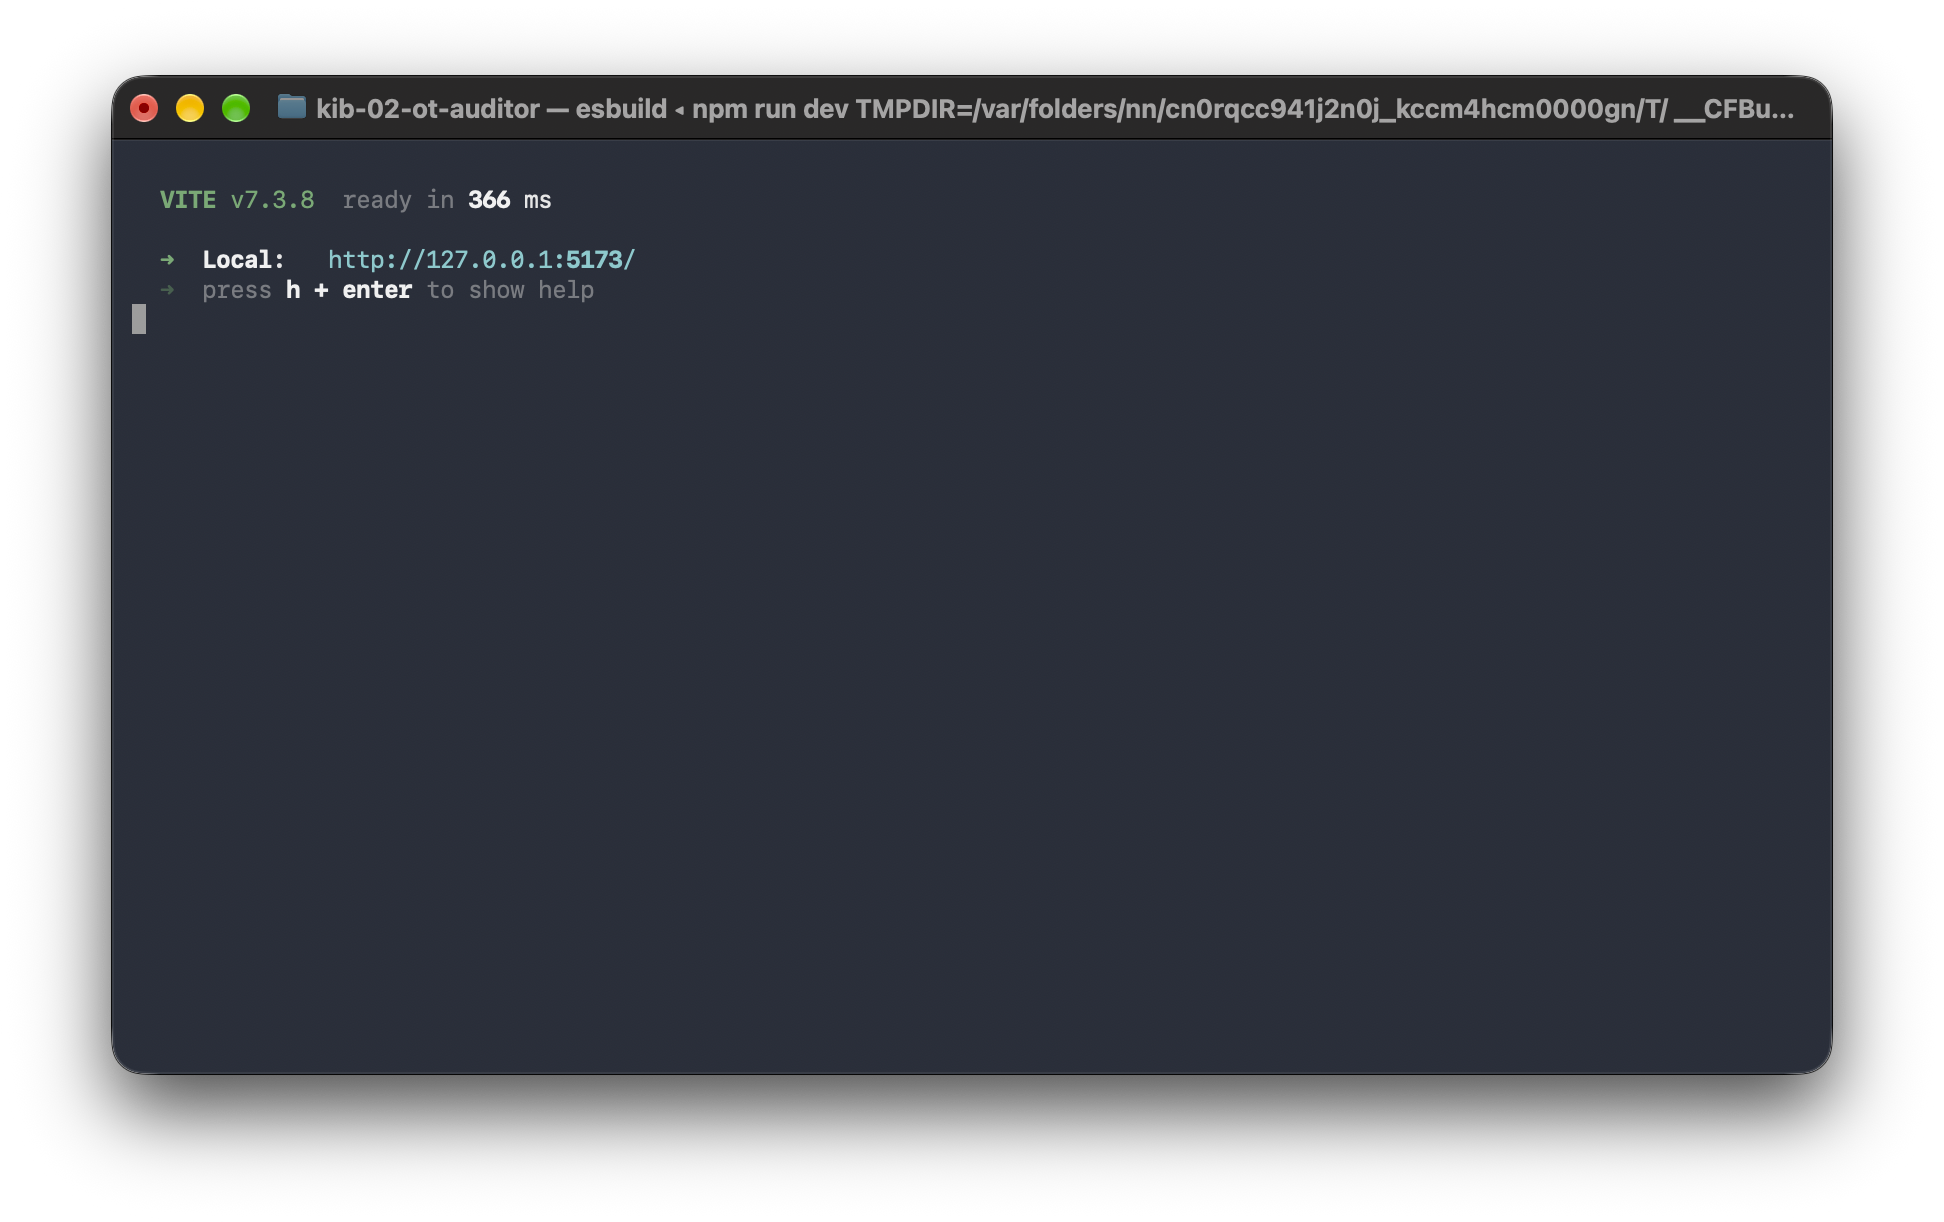 kib-02-ot-auditor — esbuild ◂ npm run dev TMPDIR=/var/folders/nn/cn0rqcc941j2n0j_kccm4hcm0000gn/T/ __CFBu...
VITE v7.3.8  ready in 366 ms
➜  Local:   http://127.0.0.1:5173/
➜  press h + enter to show help